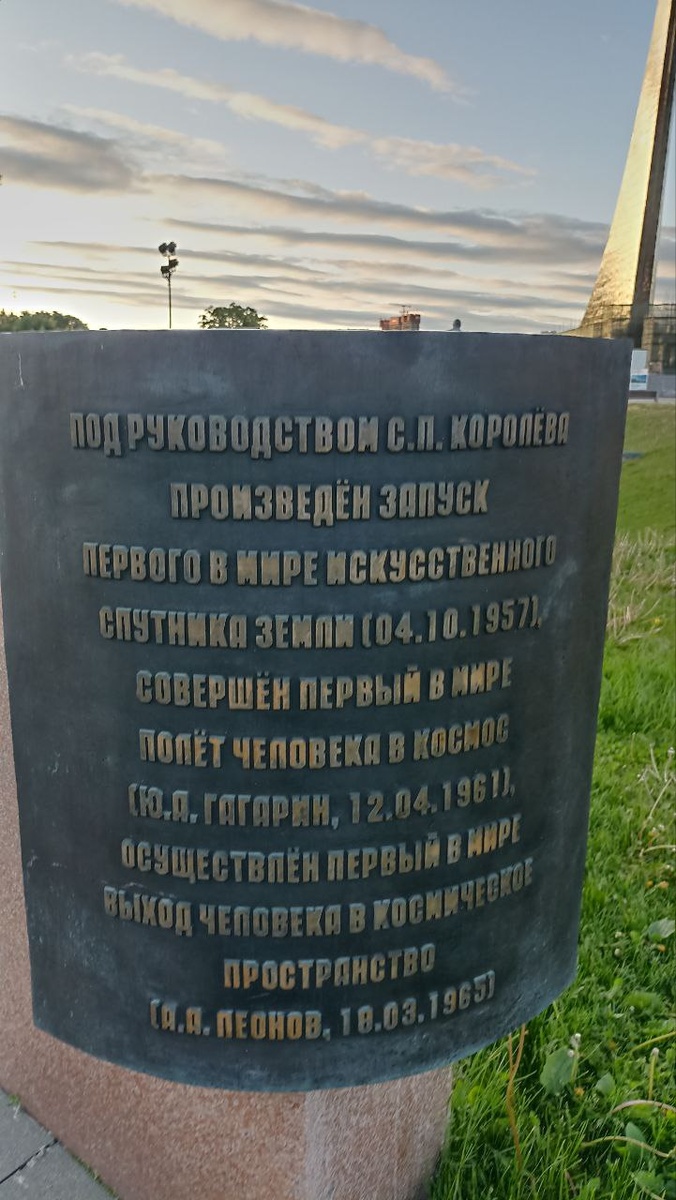 ПОД РУКОВОДСТВОМ С.П. КОРОЛЁВА
ПРОИЗВЕДЁН ЗАПУСК
ПЕРВОГО В МИРЕ ИСКУССТВЕННОГО
СПУТНИКА ЗЕМЛИ (04.10.1957),
СОВЕРШЁН ПЕРВЫЙ В МИРЕ
ПОЛЁТ ЧЕЛОВЕКА В КОСМОС
(Ю.А. ГАГАРИН, 12.04.1961),
ОСУЩЕСТВЛЁН ПЕРВЫЙ В МИРЕ
ВЫХОД ЧЕЛОВЕКА В КОСМИЧЕСКОЕ
ПРОСТРАНСТВО
(А.А. ЛЕОНОВ, 18.03.1965)